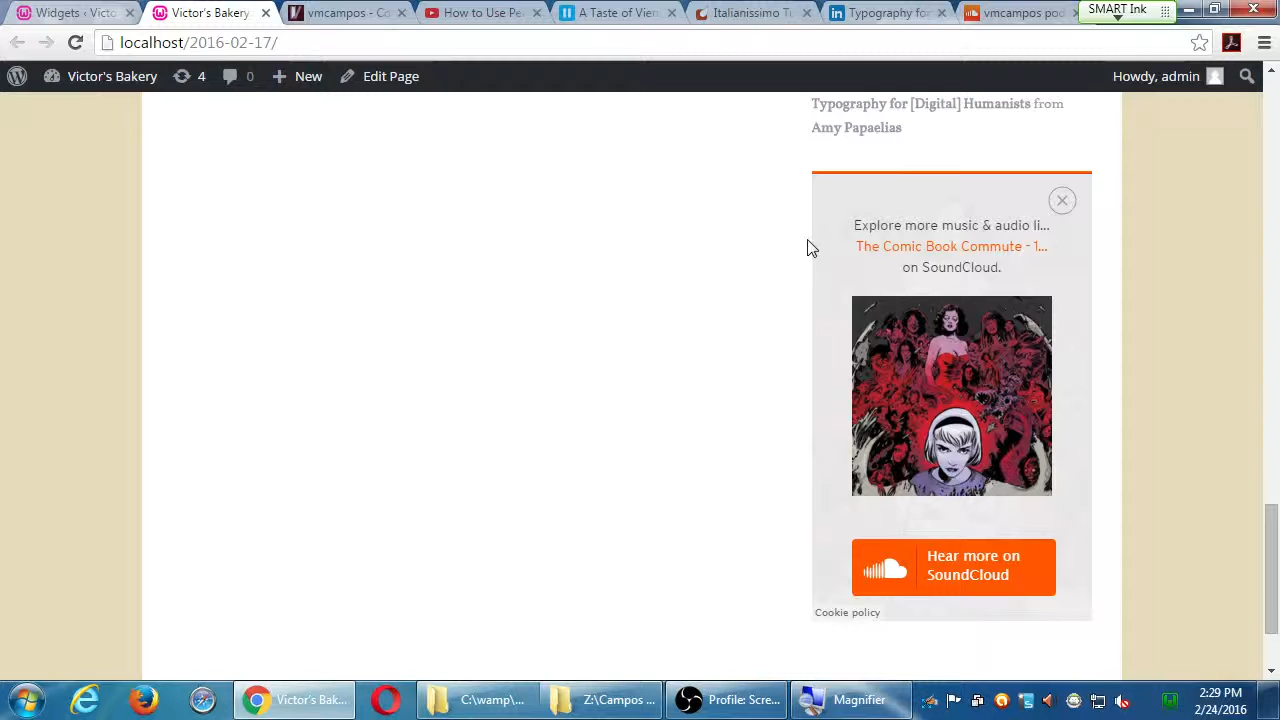 Widgets ‹ Victo
Victor's Bakery
vmcampos - Co
How to Use Pe
A Taste of Vien
Italianissimo Tu
Typography for
vmcampos pod
SMART Ink
localhost/2016-02-17/
Victor's Bakery
4
0
New
Edit Page
Howdy, admin
Typography for [Digital] Humanists from
Amy Papaelias
Explore more music & audio li...
The Comic Book Commute - 1...
on SoundCloud.
Hear more on
SoundCloud
Cookie policy
Victor's Bak...
C:\wamp\...
Z:\Campos ...
Profile: Scre...
Magnifier
2:29 PM
2/24/2016